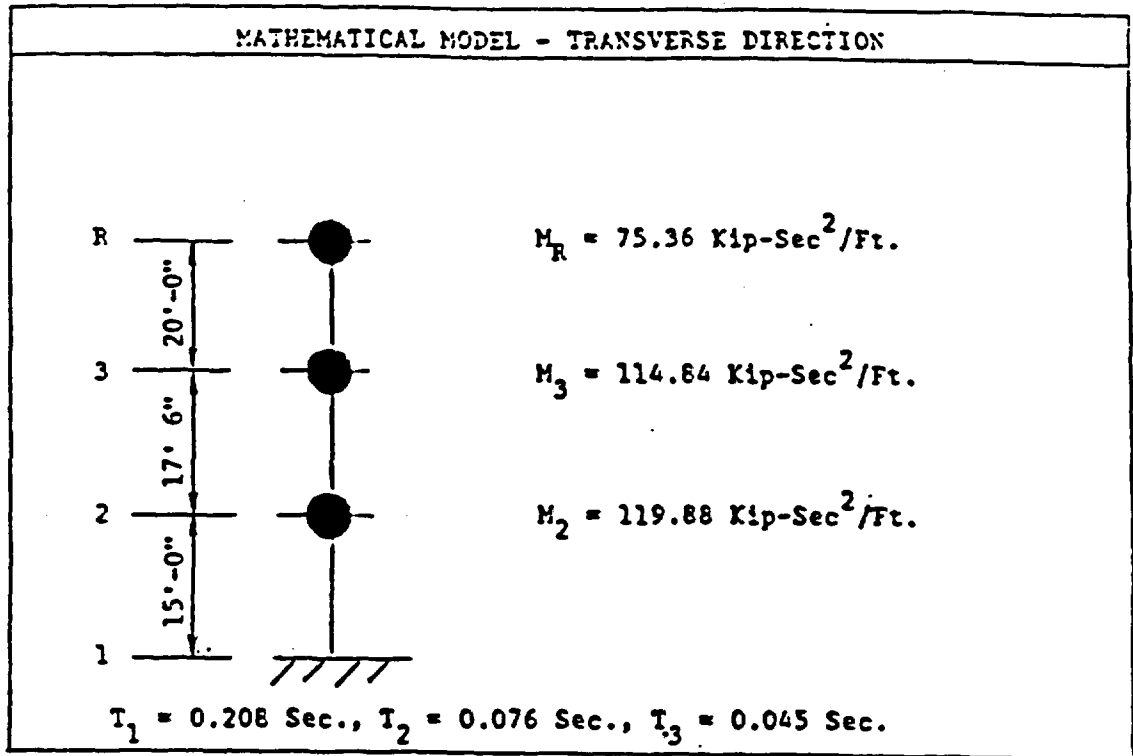 MATHEMATICAL MODEL - TRANSVERSE DIRECTION
R
M_R = 75.36 Kip-Sec²/Ft.
20'-0"
3
M_3 = 114.84 Kip-Sec²/Ft.
17' 6"
2
M_2 = 119.88 Kip-Sec²/Ft.
15'-0"
1
T_1 = 0.208 Sec., T_2 = 0.076 Sec., T_3 = 0.045 Sec.